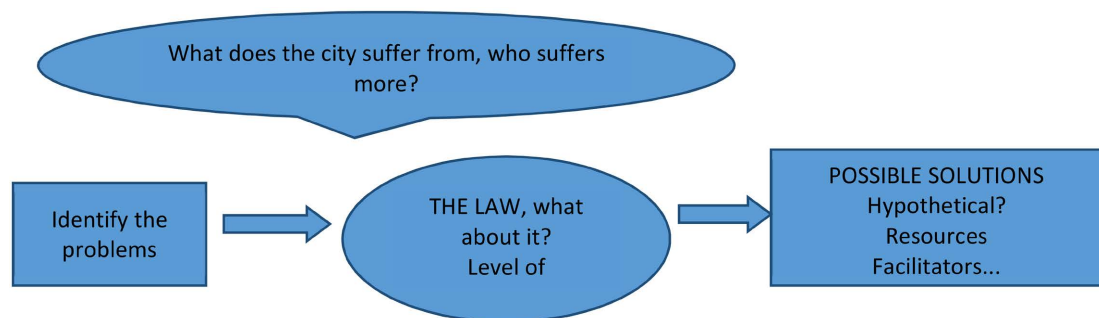 What does the city suffer from, who suffers
more?
Identify the
problems
THE LAW, what
about it?
Level of
POSSIBLE SOLUTIONS
Hypothetical?
Resources
Facilitators...